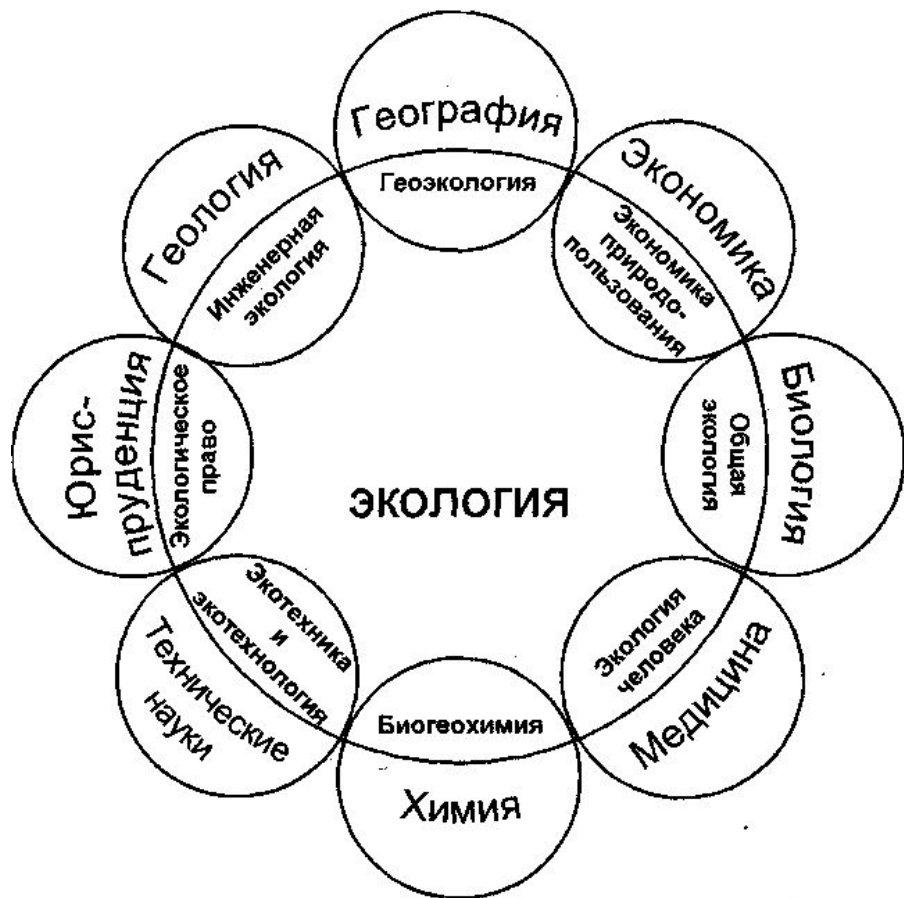 География
Геоэкология
Экономика
Экономика
природо-
пользования
Биология
Общая
экология
Медицина
Экология
человека
Химия
Биогеохимия
Технические
науки
Экотехника
и
экотехнология
Юрис-
пруденция
Экологическое
право
Геология
Инженерная
экология
ЭКОЛОГИЯ